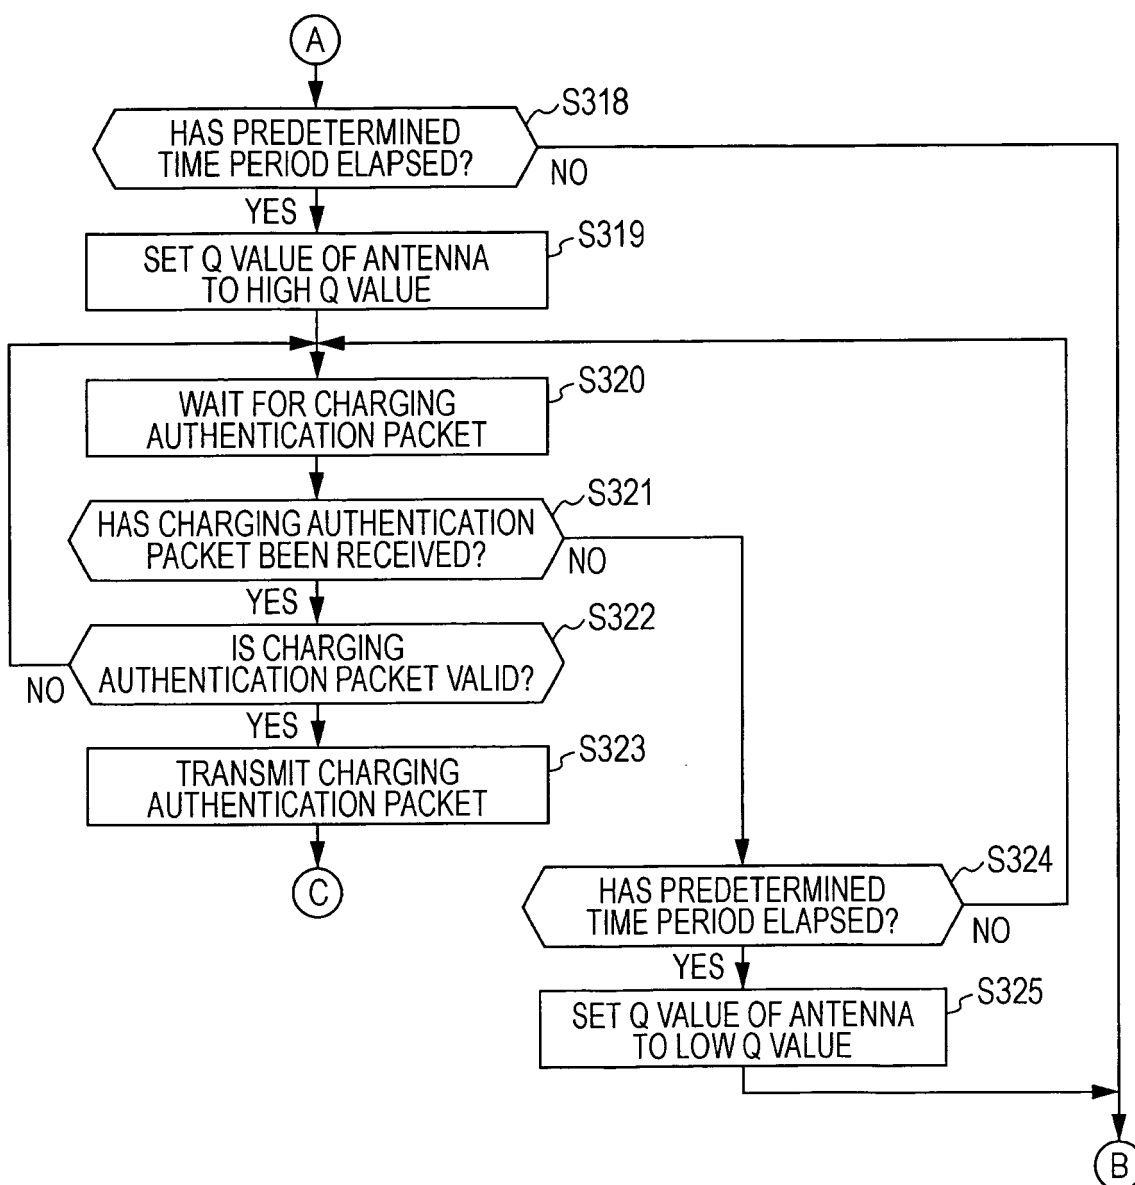 A
S318
HAS PREDETERMINED
TIME PERIOD ELAPSED?
NO
YES
S319
SET Q VALUE OF ANTENNA
TO HIGH Q VALUE
S320
WAIT FOR CHARGING
AUTHENTICATION PACKET
S321
HAS CHARGING AUTHENTICATION
PACKET BEEN RECEIVED?
NO
YES
S322
IS CHARGING
AUTHENTICATION PACKET VALID?
NO
YES
S323
TRANSMIT CHARGING
AUTHENTICATION PACKET
C
S324
HAS PREDETERMINED
TIME PERIOD ELAPSED?
NO
YES
S325
SET Q VALUE OF ANTENNA
TO LOW Q VALUE
B